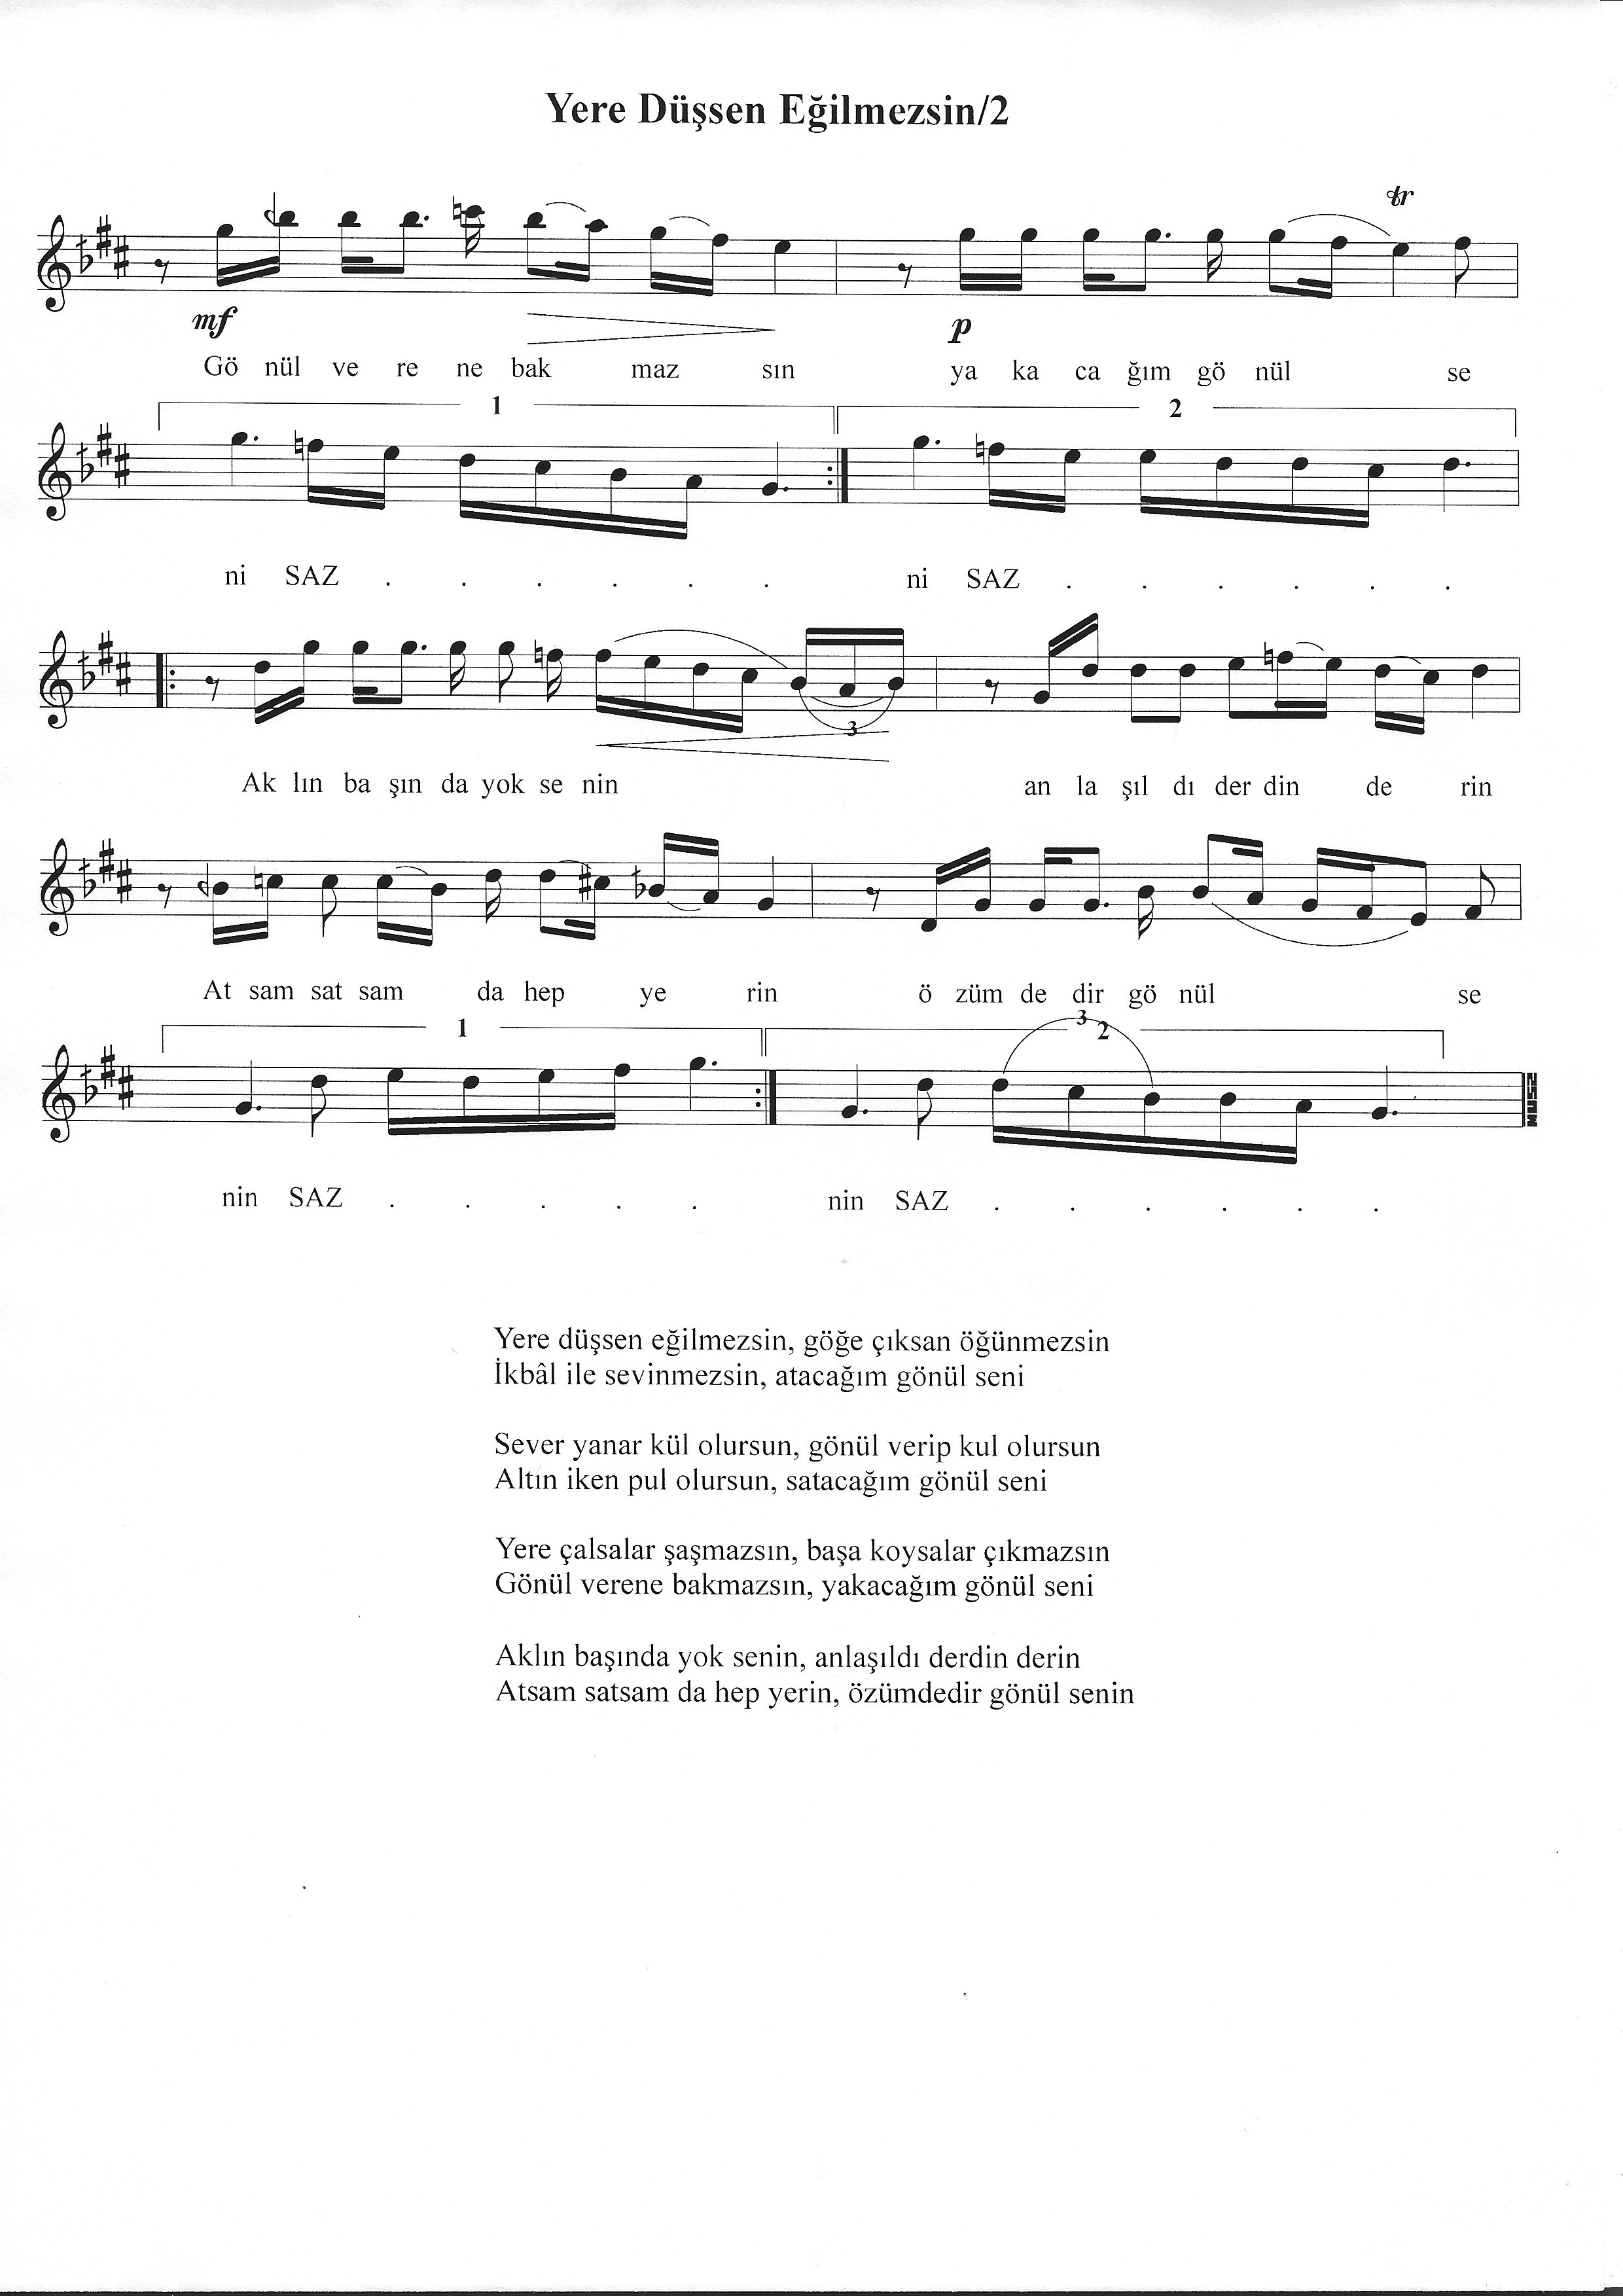 Yere Düşsen Eğilmezsin/2
tr
mf p
Gö nül ve re ne bak maz sın ya ka ca ğım gö nül se
1 2
ni SAZ . . . . . . ni SAZ . . . . . .
3
Ak lın ba şın da yok se nin an la şıl dı der din de rin
At sam sat sam da hep ye rin ö züm de dir gö nül se
1 3 2
MUS2
nin SAZ . . . . . nin SAZ . . . . . .
Yere düşsen eğilmezsin, göğe çıksan öğünmezsin
İkbâl ile sevinmezsin, atacağım gönül seni
Sever yanar kül olursun, gönül verip kul olursun
Altın iken pul olursun, satacağım gönül seni
Yere çalsalar şaşmazsın, başa koysalar çıkmazsın
Gönül verene bakmazsın, yakacağım gönül seni
Aklın başında yok senin, anlaşıldı derdin derin
Atsam satsam da hep yerin, özümdedir gönül senin